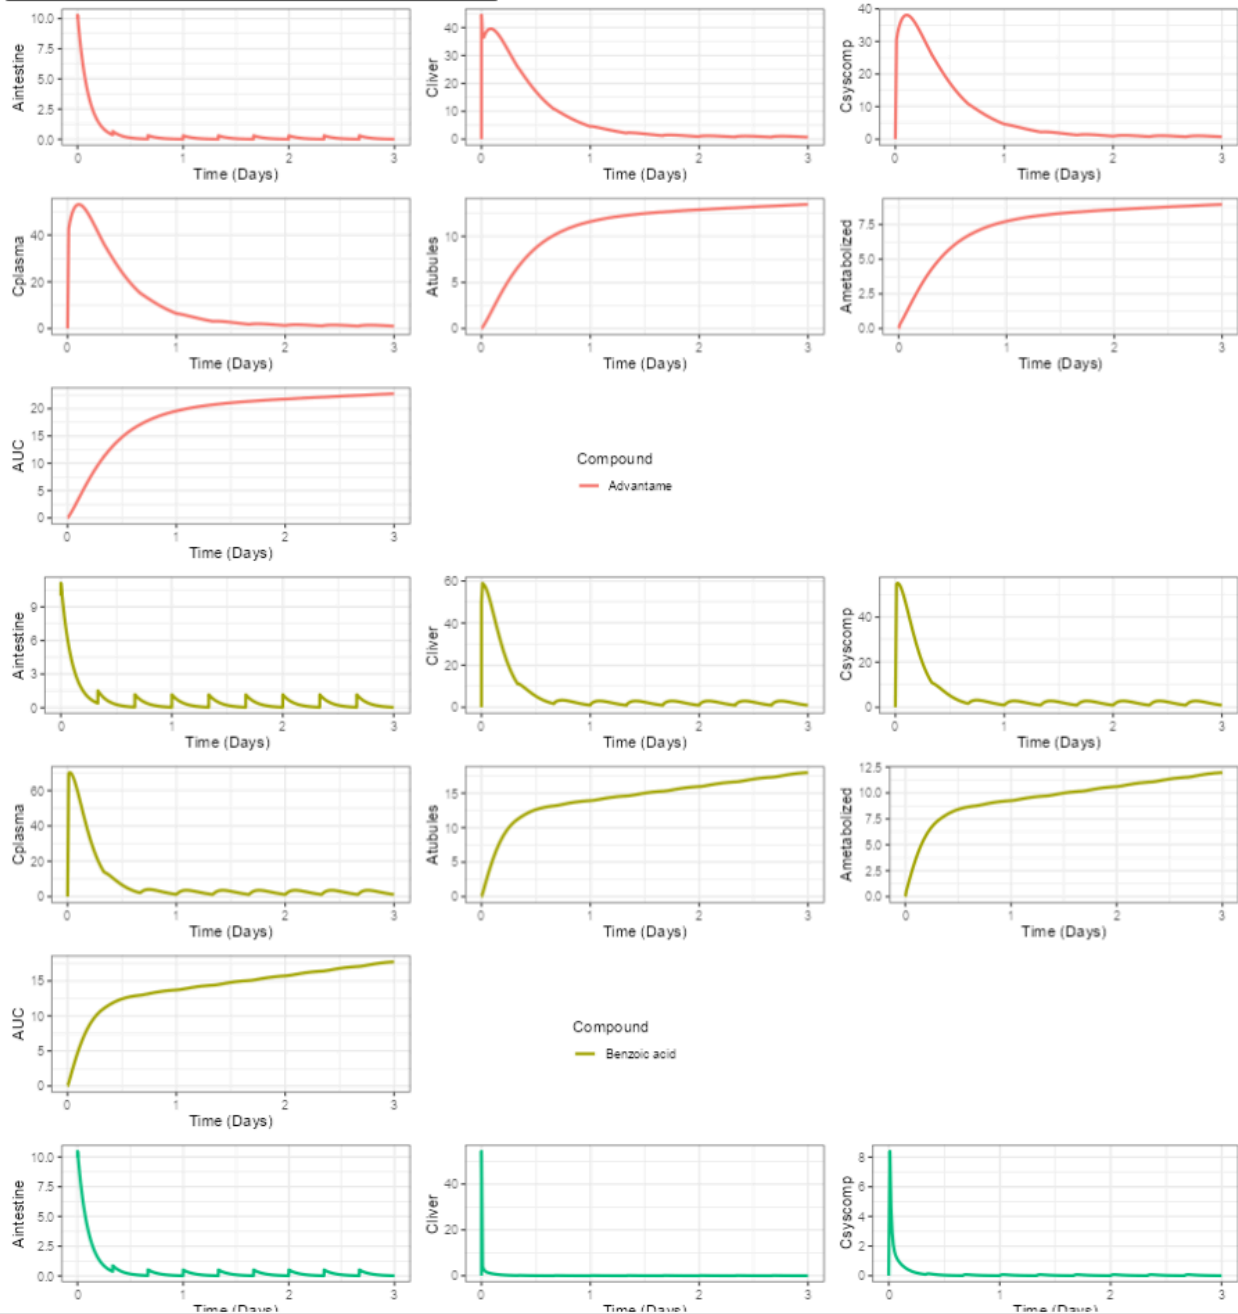 Aintestine
10.0
7.5
5.0
2.5
0.0
0 1 2 3
Time (Days)
Cliver
40
30
20
10
0
0 1 2 3
Time (Days)
Csyscomp
40
30
20
10
0
0 1 2 3
Time (Days)
Cplasma
40
20
0
0 1 2 3
Time (Days)
Atubules
10
5
0
0 1 2 3
Time (Days)
Ametabolized
7.5
5.0
2.5
0.0
0 1 2 3
Time (Days)
AUC
20
15
10
5
0
0 1 2 3
Time (Days)
Compound
Advantame
Aintestine
9
6
3
0
0 1 2 3
Time (Days)
Cliver
60
40
20
0
0 1 2 3
Time (Days)
Csyscomp
40
20
0
0 1 2 3
Time (Days)
Cplasma
60
40
20
0
0 1 2 3
Time (Days)
Atubules
15
10
5
0
0 1 2 3
Time (Days)
Ametabolized
12.5
10.0
7.5
5.0
2.5
0.0
0 1 2 3
Time (Days)
AUC
15
10
5
0
0 1 2 3
Time (Days)
Compound
Benzoic acid
Aintestine
10.0
7.5
5.0
2.5
0.0
0 1 2 3
Time (Days)
Cliver
40
20
0
0 1 2 3
Time (Days)
Csyscomp
8
6
4
2
0
0 1 2 3
Time (Days)